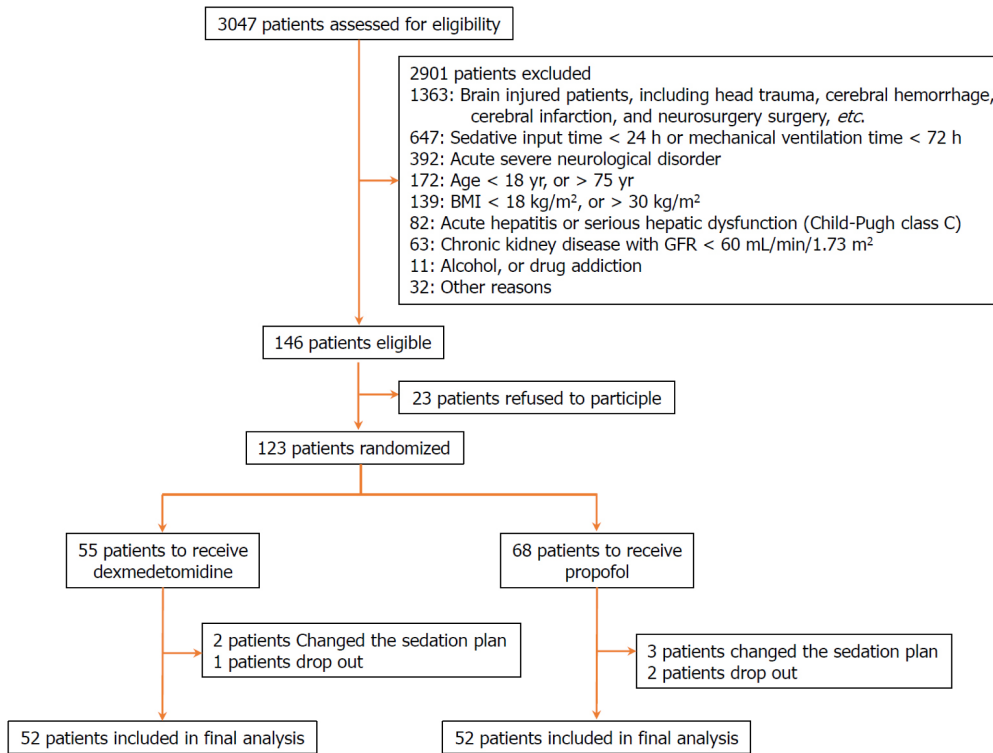 3047 patients assessed for eligibility
2901 patients excluded
1363: Brain injured patients, including head trauma, cerebral hemorrhage,
cerebral infarction, and neurosurgery surgery, etc.
647: Sedative input time < 24 h or mechanical ventilation time < 72 h
392: Acute severe neurological disorder
172: Age < 18 yr, or > 75 yr
139: BMI < 18 kg/m², or > 30 kg/m²
82: Acute hepatitis or serious hepatic dysfunction (Child-Pugh class C)
63: Chronic kidney disease with GFR < 60 mL/min/1.73 m²
11: Alcohol, or drug addiction
32: Other reasons
146 patients eligible
23 patients refused to participle
123 patients randomized
55 patients to receive
dexmedetomidine
68 patients to receive
propofol
2 patients Changed the sedation plan
1 patients drop out
3 patients changed the sedation plan
2 patients drop out
52 patients included in final analysis
52 patients included in final analysis